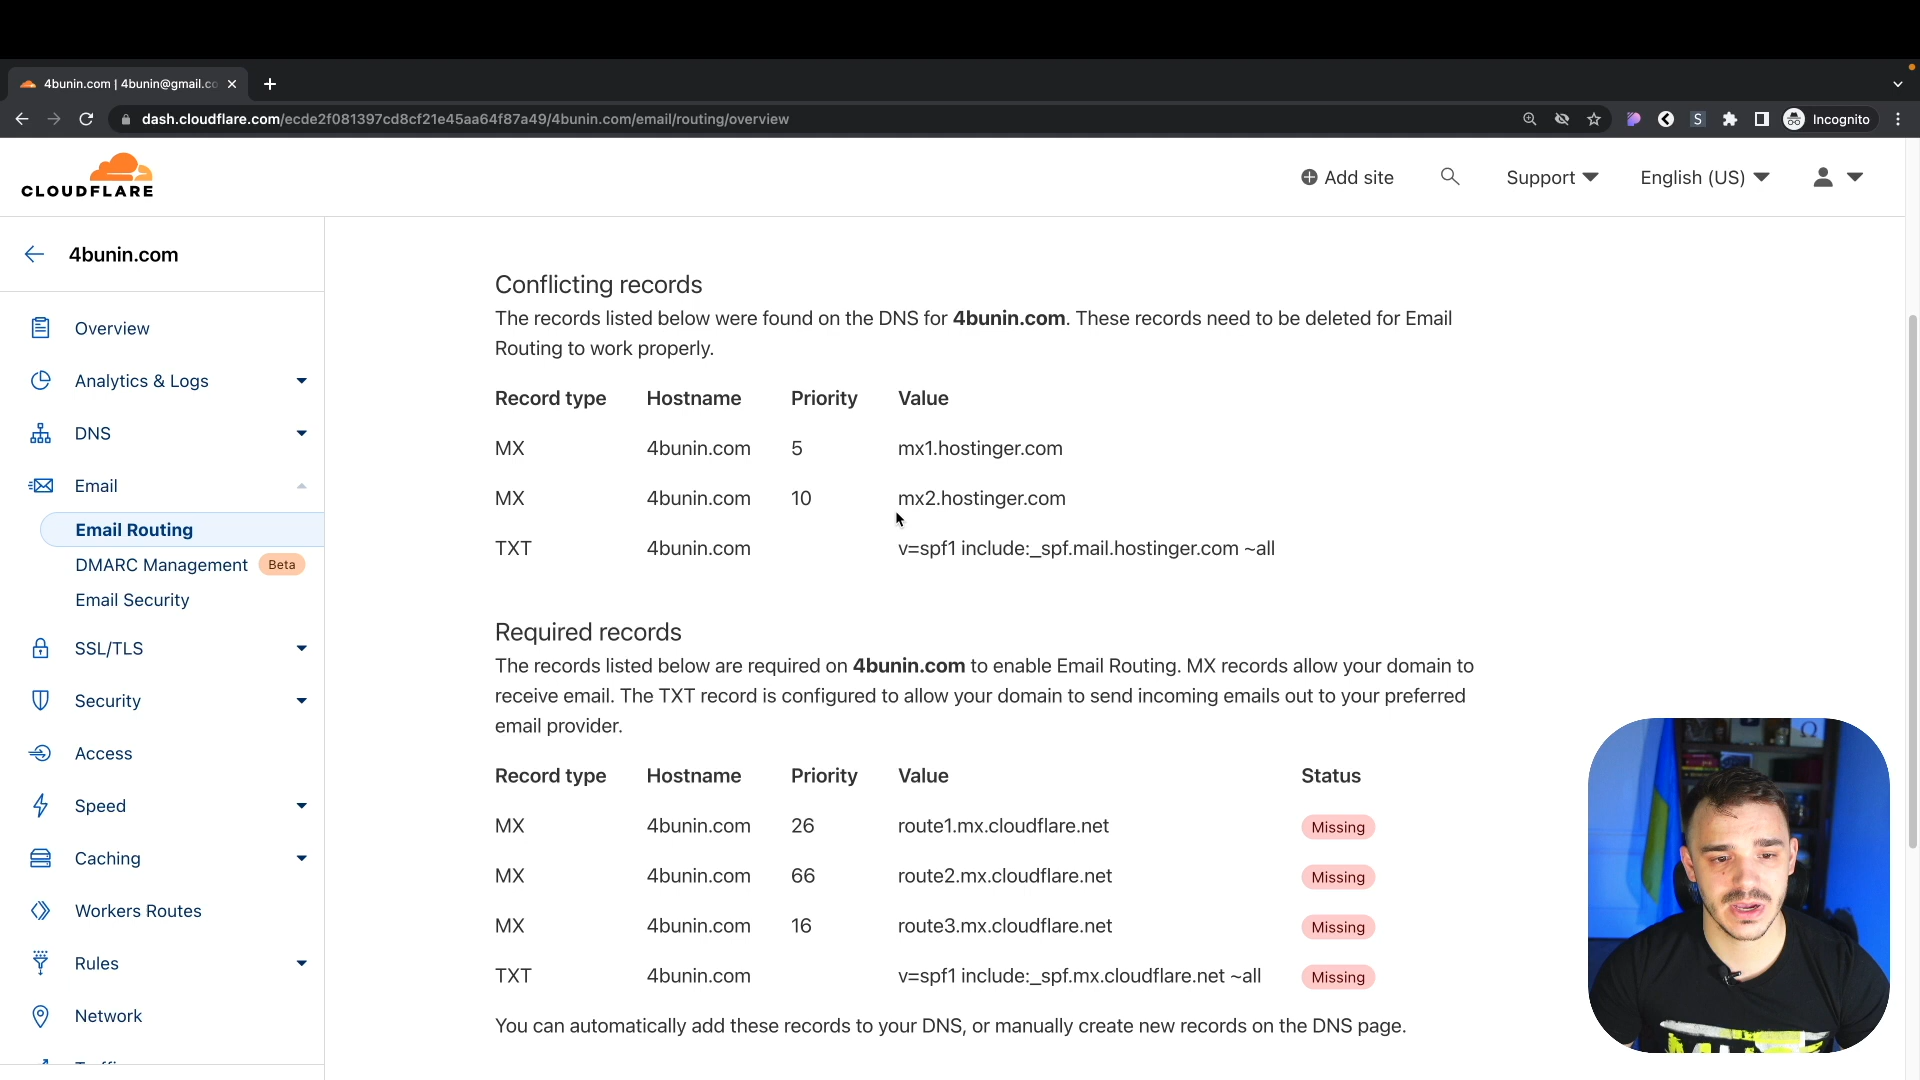 4bunin.com | 4bunin@gmail.co
dash.cloudflare.com/ecde2f081397cd8cf21e45aa64f87a49/4bunin.com/email/routing/overview
S
Incognito
CLOUDFLARE
Add site
Support
English (US)
4bunin.com
Overview
Analytics & Logs
DNS
Email
Email Routing
DMARC Management Beta
Email Security
SSL/TLS
Security
Access
Speed
Caching
Workers Routes
Rules
Network
Conflicting records
The records listed below were found on the DNS for 4bunin.com. These records need to be deleted for Email
Routing to work properly.
Record type Hostname Priority Value
MX 4bunin.com 5 mx1.hostinger.com
MX 4bunin.com 10 mx2.hostinger.com
TXT 4bunin.com v=spf1 include:_spf.mail.hostinger.com ~all
Required records
The records listed below are required on 4bunin.com to enable Email Routing. MX records allow your domain to
receive email. The TXT record is configured to allow your domain to send incoming emails out to your preferred
email provider.
Record type Hostname Priority Value Status
MX 4bunin.com 26 route1.mx.cloudflare.net Missing
MX 4bunin.com 66 route2.mx.cloudflare.net Missing
MX 4bunin.com 16 route3.mx.cloudflare.net Missing
TXT 4bunin.com v=spf1 include:_spf.mx.cloudflare.net ~all Missing
You can automatically add these records to your DNS, or manually create new records on the DNS page.